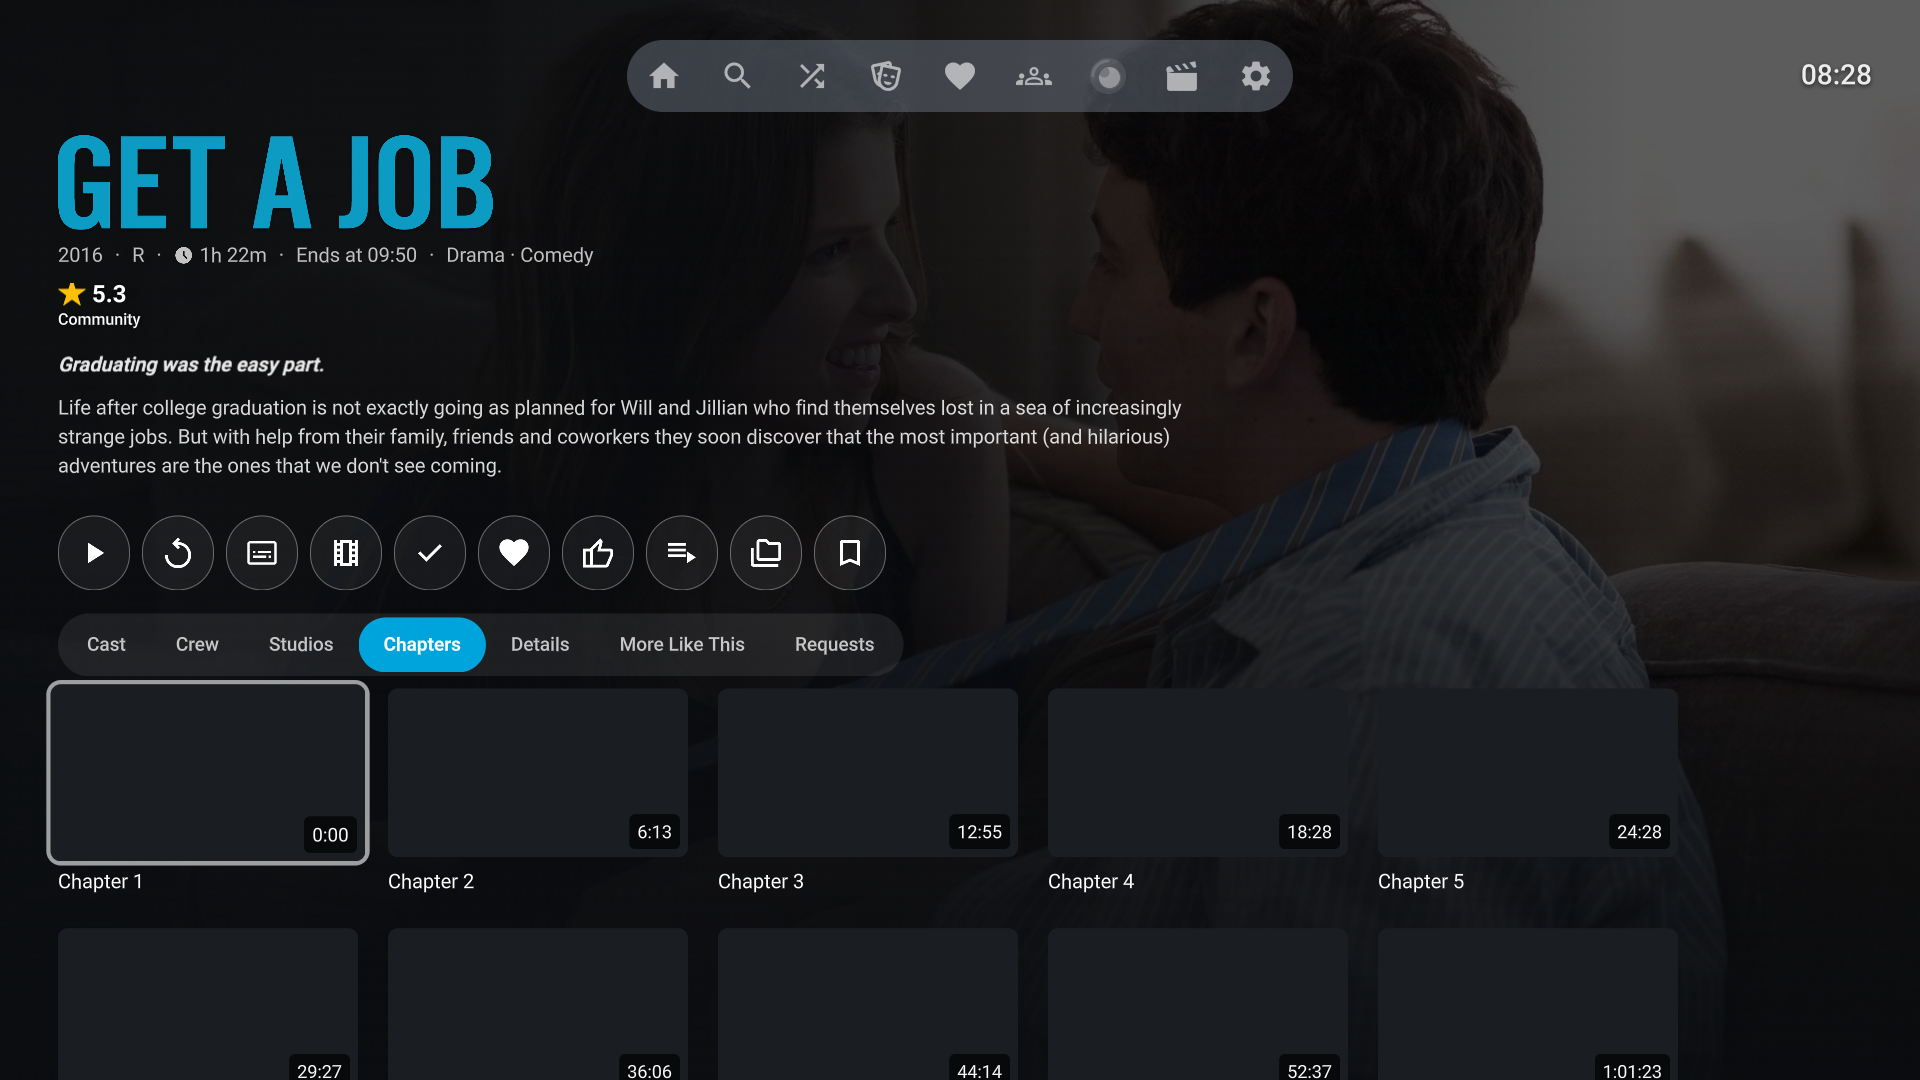 08:28
GET A JOB
2016 · R · 1h 22m · Ends at 09:50 · Drama · Comedy
5.3
Community
Graduating was the easy part.
Life after college graduation is not exactly going as planned for Will and Jillian who find themselves lost in a sea of increasingly
strange jobs. But with help from their family, friends and coworkers they soon discover that the most important (and hilarious)
adventures are the ones that we don't see coming.
Cast Crew Studios Chapters Details More Like This Requests
0:00 6:13 12:55 18:28 24:28
Chapter 1 Chapter 2 Chapter 3 Chapter 4 Chapter 5
29:27 36:06 44:14 52:37 1:01:23